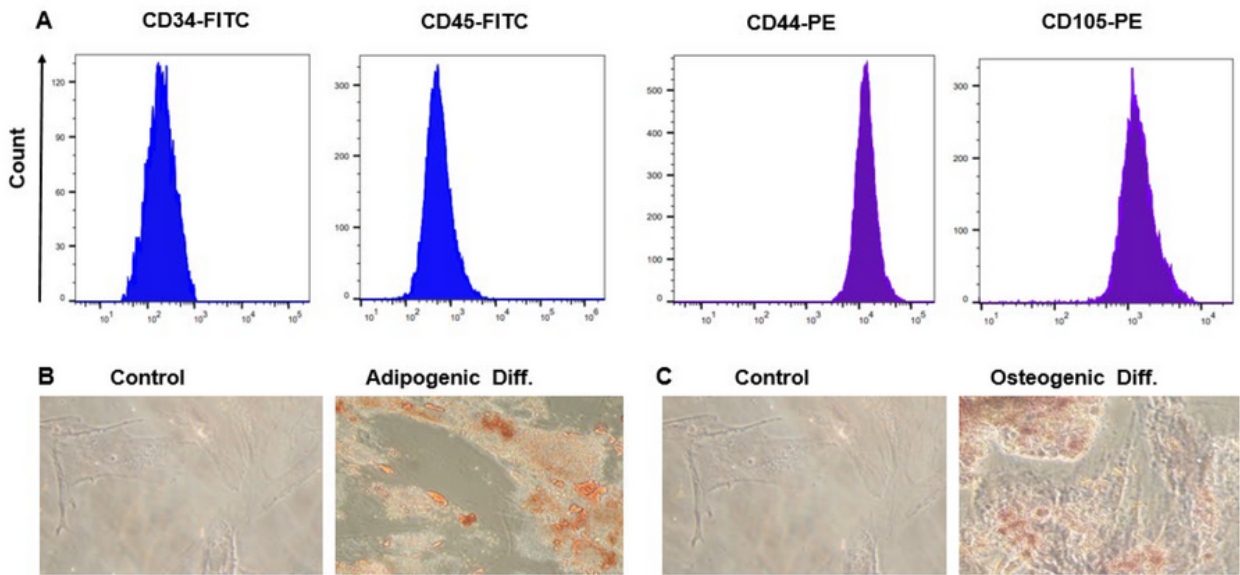 A CD34-FITC CD45-FITC CD44-PE CD105-PE
Count
120
90
60
30
0
10¹ 10² 10³ 10⁴ 10⁵
300
200
100
0
10¹ 10² 10³ 10⁴ 10⁵ 10⁶
500
400
300
200
100
0
10¹ 10² 10³ 10⁴ 10⁵
300
200
100
0
10¹ 10² 10³ 10⁴
B Control Adipogenic Diff. C Control Osteogenic Diff.